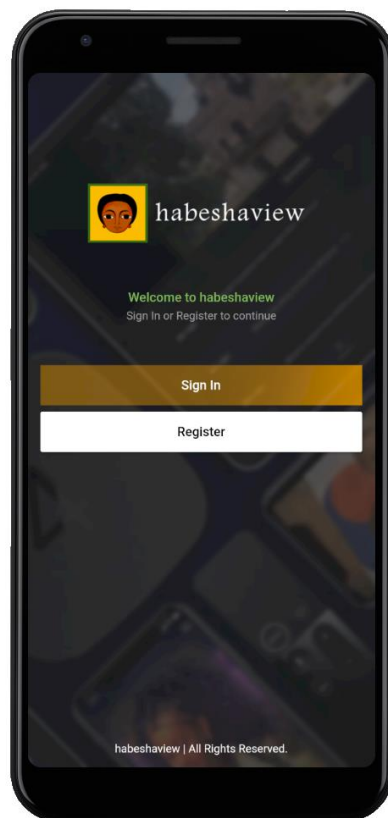 habeshaview
Welcome to habeshaview
Sign In or Register to continue
Sign In
Register
habeshaview | All Rights Reserved.